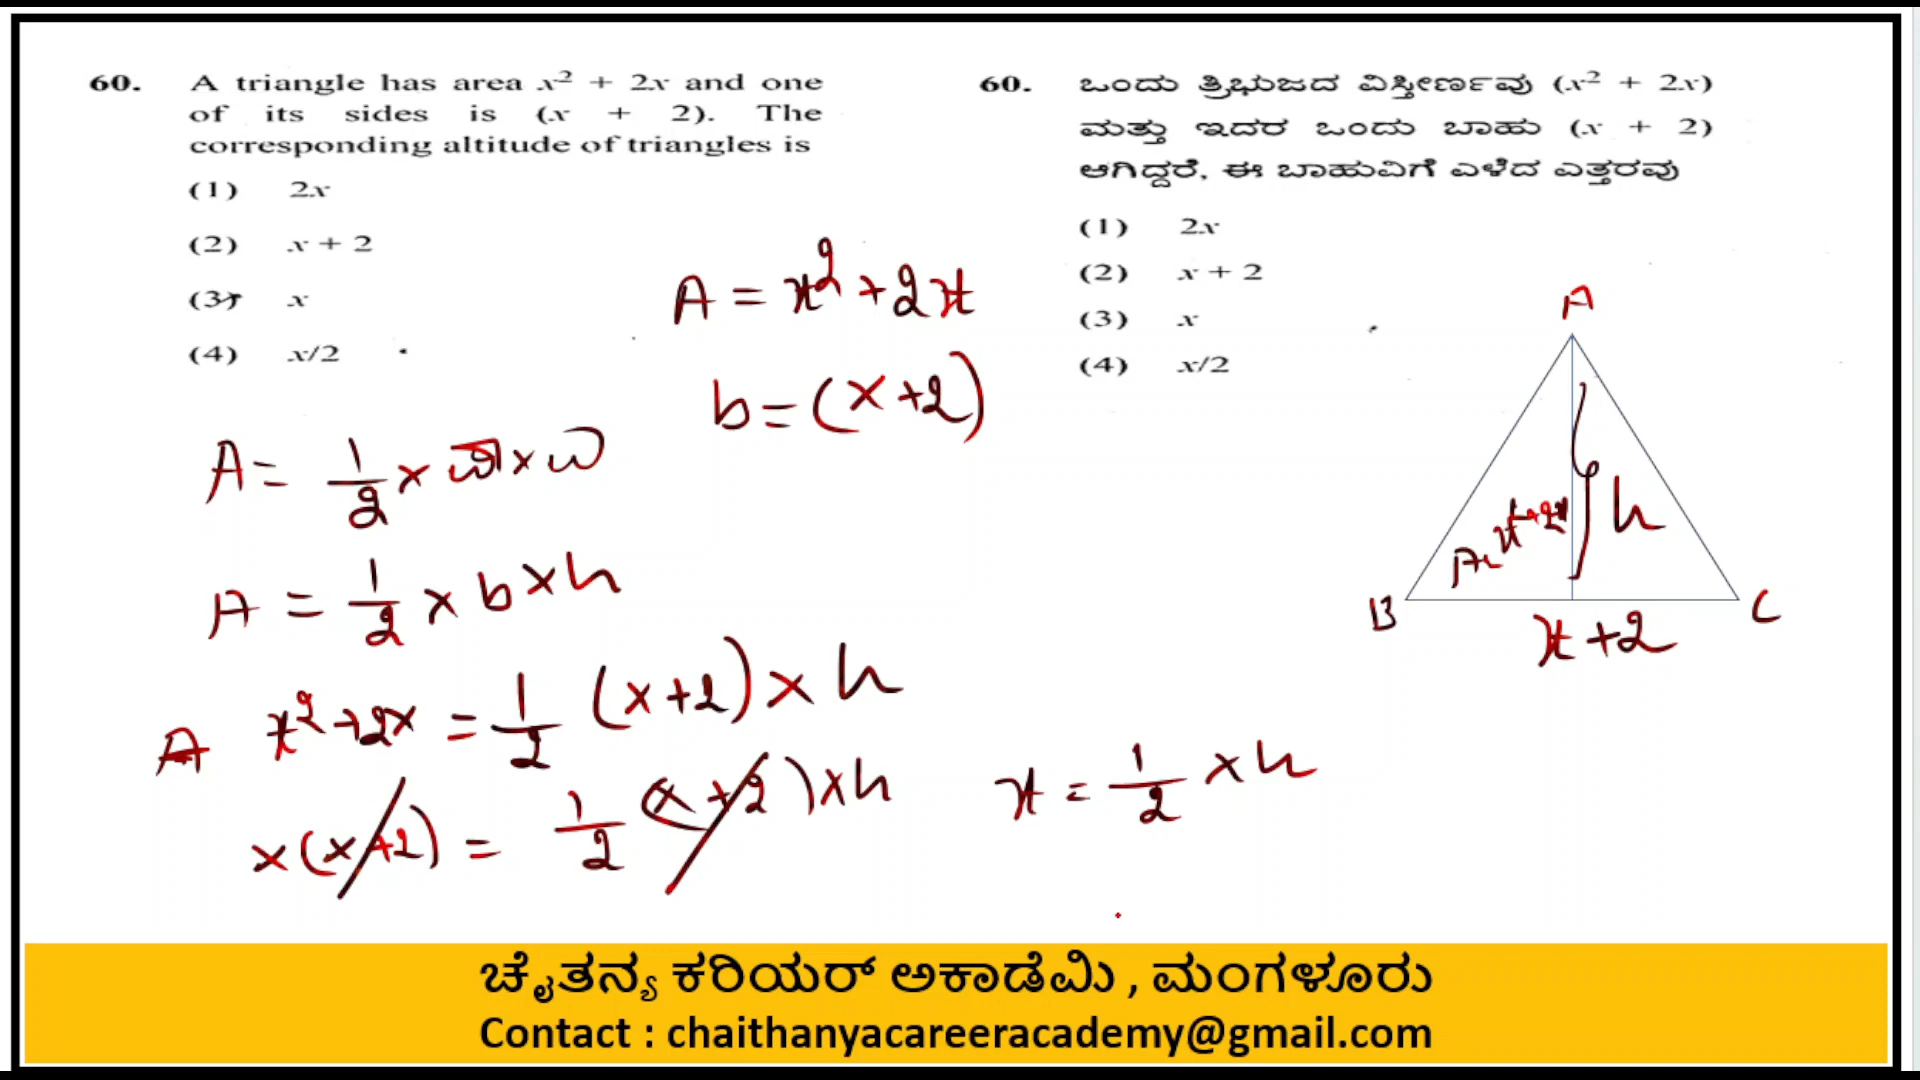 60. A triangle has area x² + 2x and one
of its sides is (x + 2). The
corresponding altitude of triangles is
(1) 2x
(2) x + 2
(3) x
(4) x/2
60. ಒಂದು ತ್ರಿಭುಜದ ವಿಸ್ತೀರ್ಣವು (x² + 2x)
ಮತ್ತು ಇದರ ಒಂದು ಬಾಹು (x + 2)
ಆಗಿದ್ದರೆ, ಈ ಬಾಹುವಿಗೆ ಎಳೆದ ಎತ್ತರವು
(1) 2x
(2) x + 2
(3) x
(4) x/2
A = x² + 2x
b = (x + 2)
A = 1/2 ×
A = 1/2 × b × h
A x² + 2x = 1/2 (x + 2) × h
x (x + 2) = 1/2 (x + 2) × h
x = 1/2 × h
A
h
B
C
x + 2
ಚೈತನ್ಯ ಕರಿಯರ್ ಅಕಾಡೆಮಿ , ಮಂಗಳೂರು
Contact : chaithanyacareeracademy@gmail.com